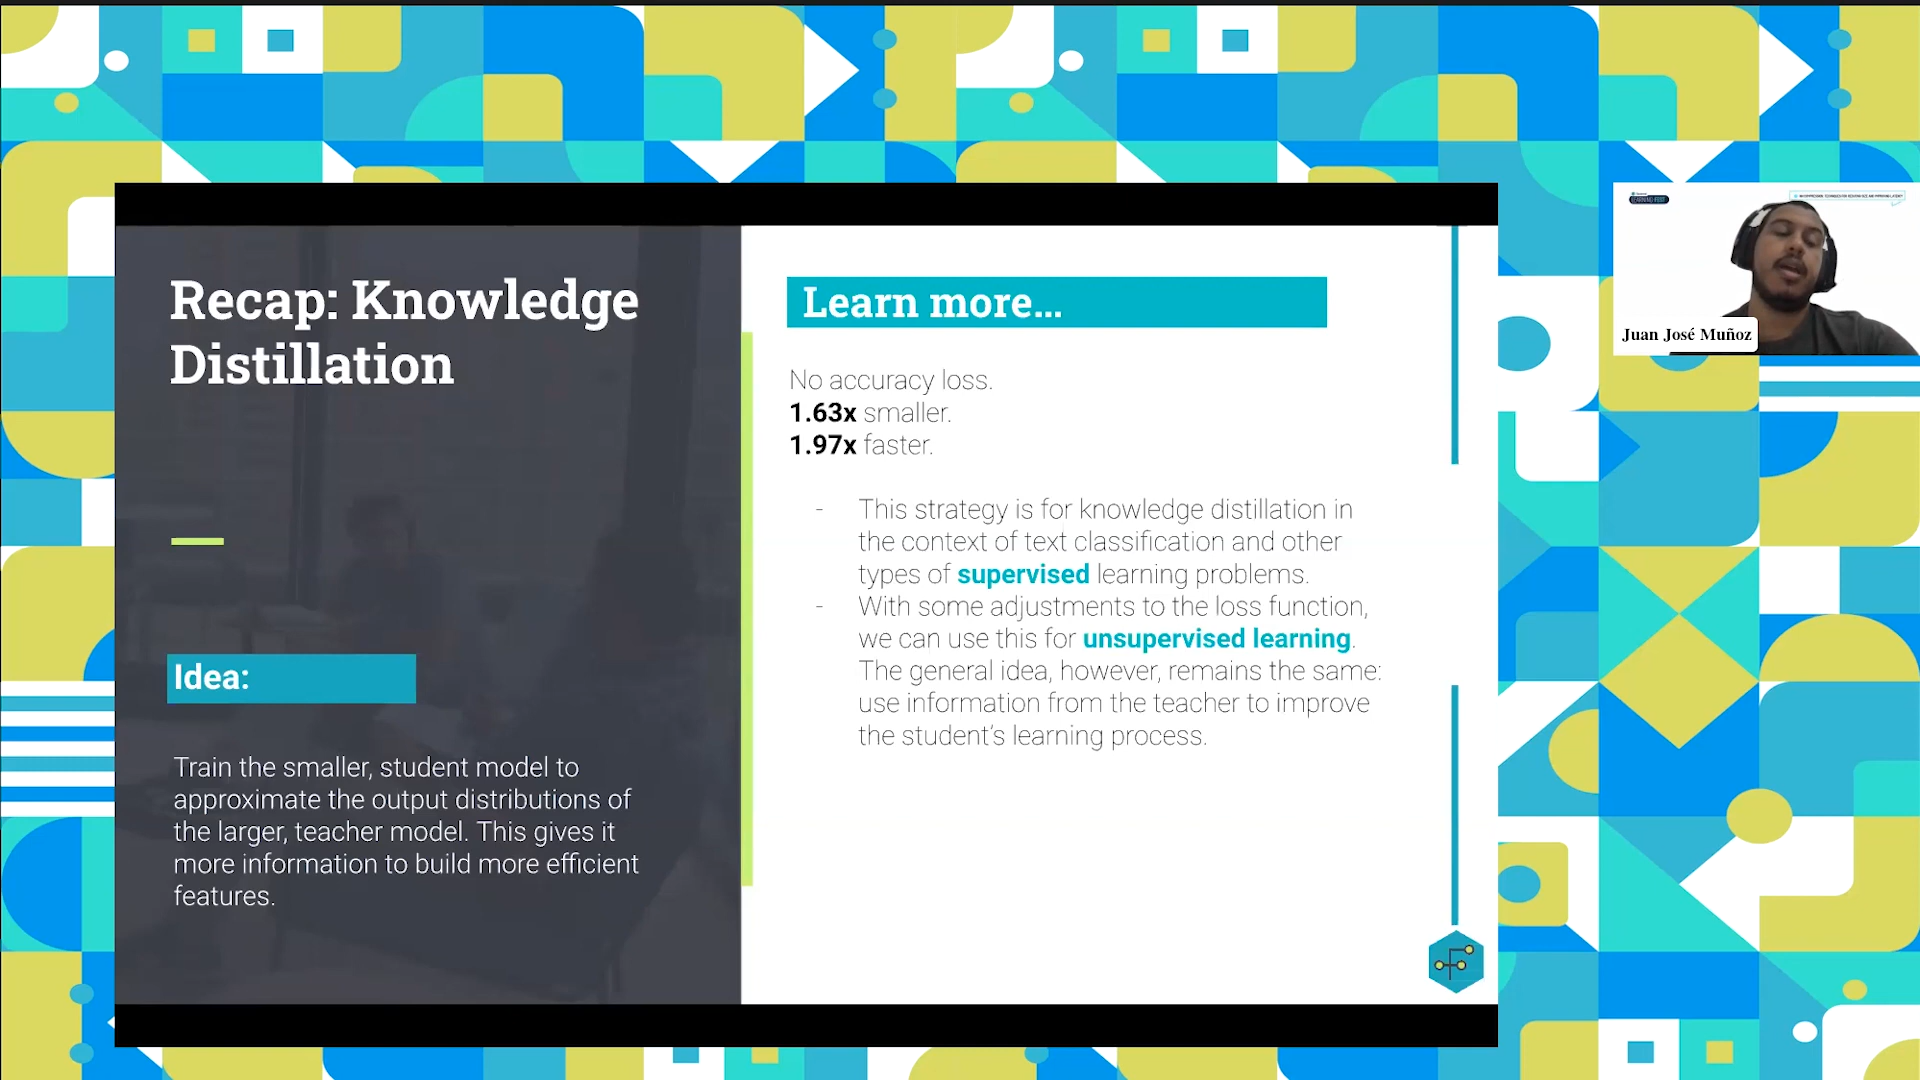 Recap: Knowledge
Distillation
Idea:
Train the smaller, student model to
approximate the output distributions of
the larger, teacher model. This gives it
more information to build more efficient
features.
Learn more...
No accuracy loss.
1.63x smaller.
1.97x faster.
- This strategy is for knowledge distillation in
the context of text classification and other
types of supervised learning problems.
- With some adjustments to the loss function,
we can use this for unsupervised learning.
The general idea, however, remains the same:
use information from the teacher to improve
the student's learning process.
Juan José Muñoz